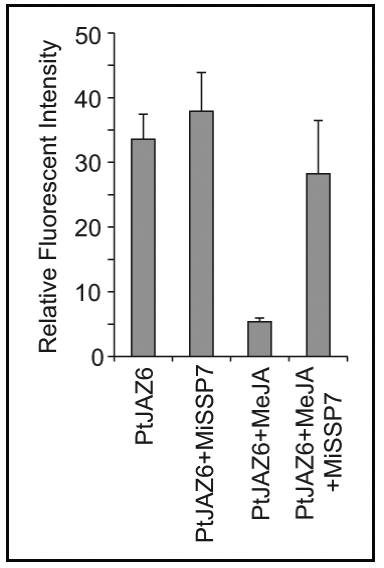 Relative Fluorescent Intensity
50
40
30
20
10
0
PtJAZ6
PtJAZ6+MiSSP7
PtJAZ6+MeJA
PtJAZ6+MeJA
+MiSSP7